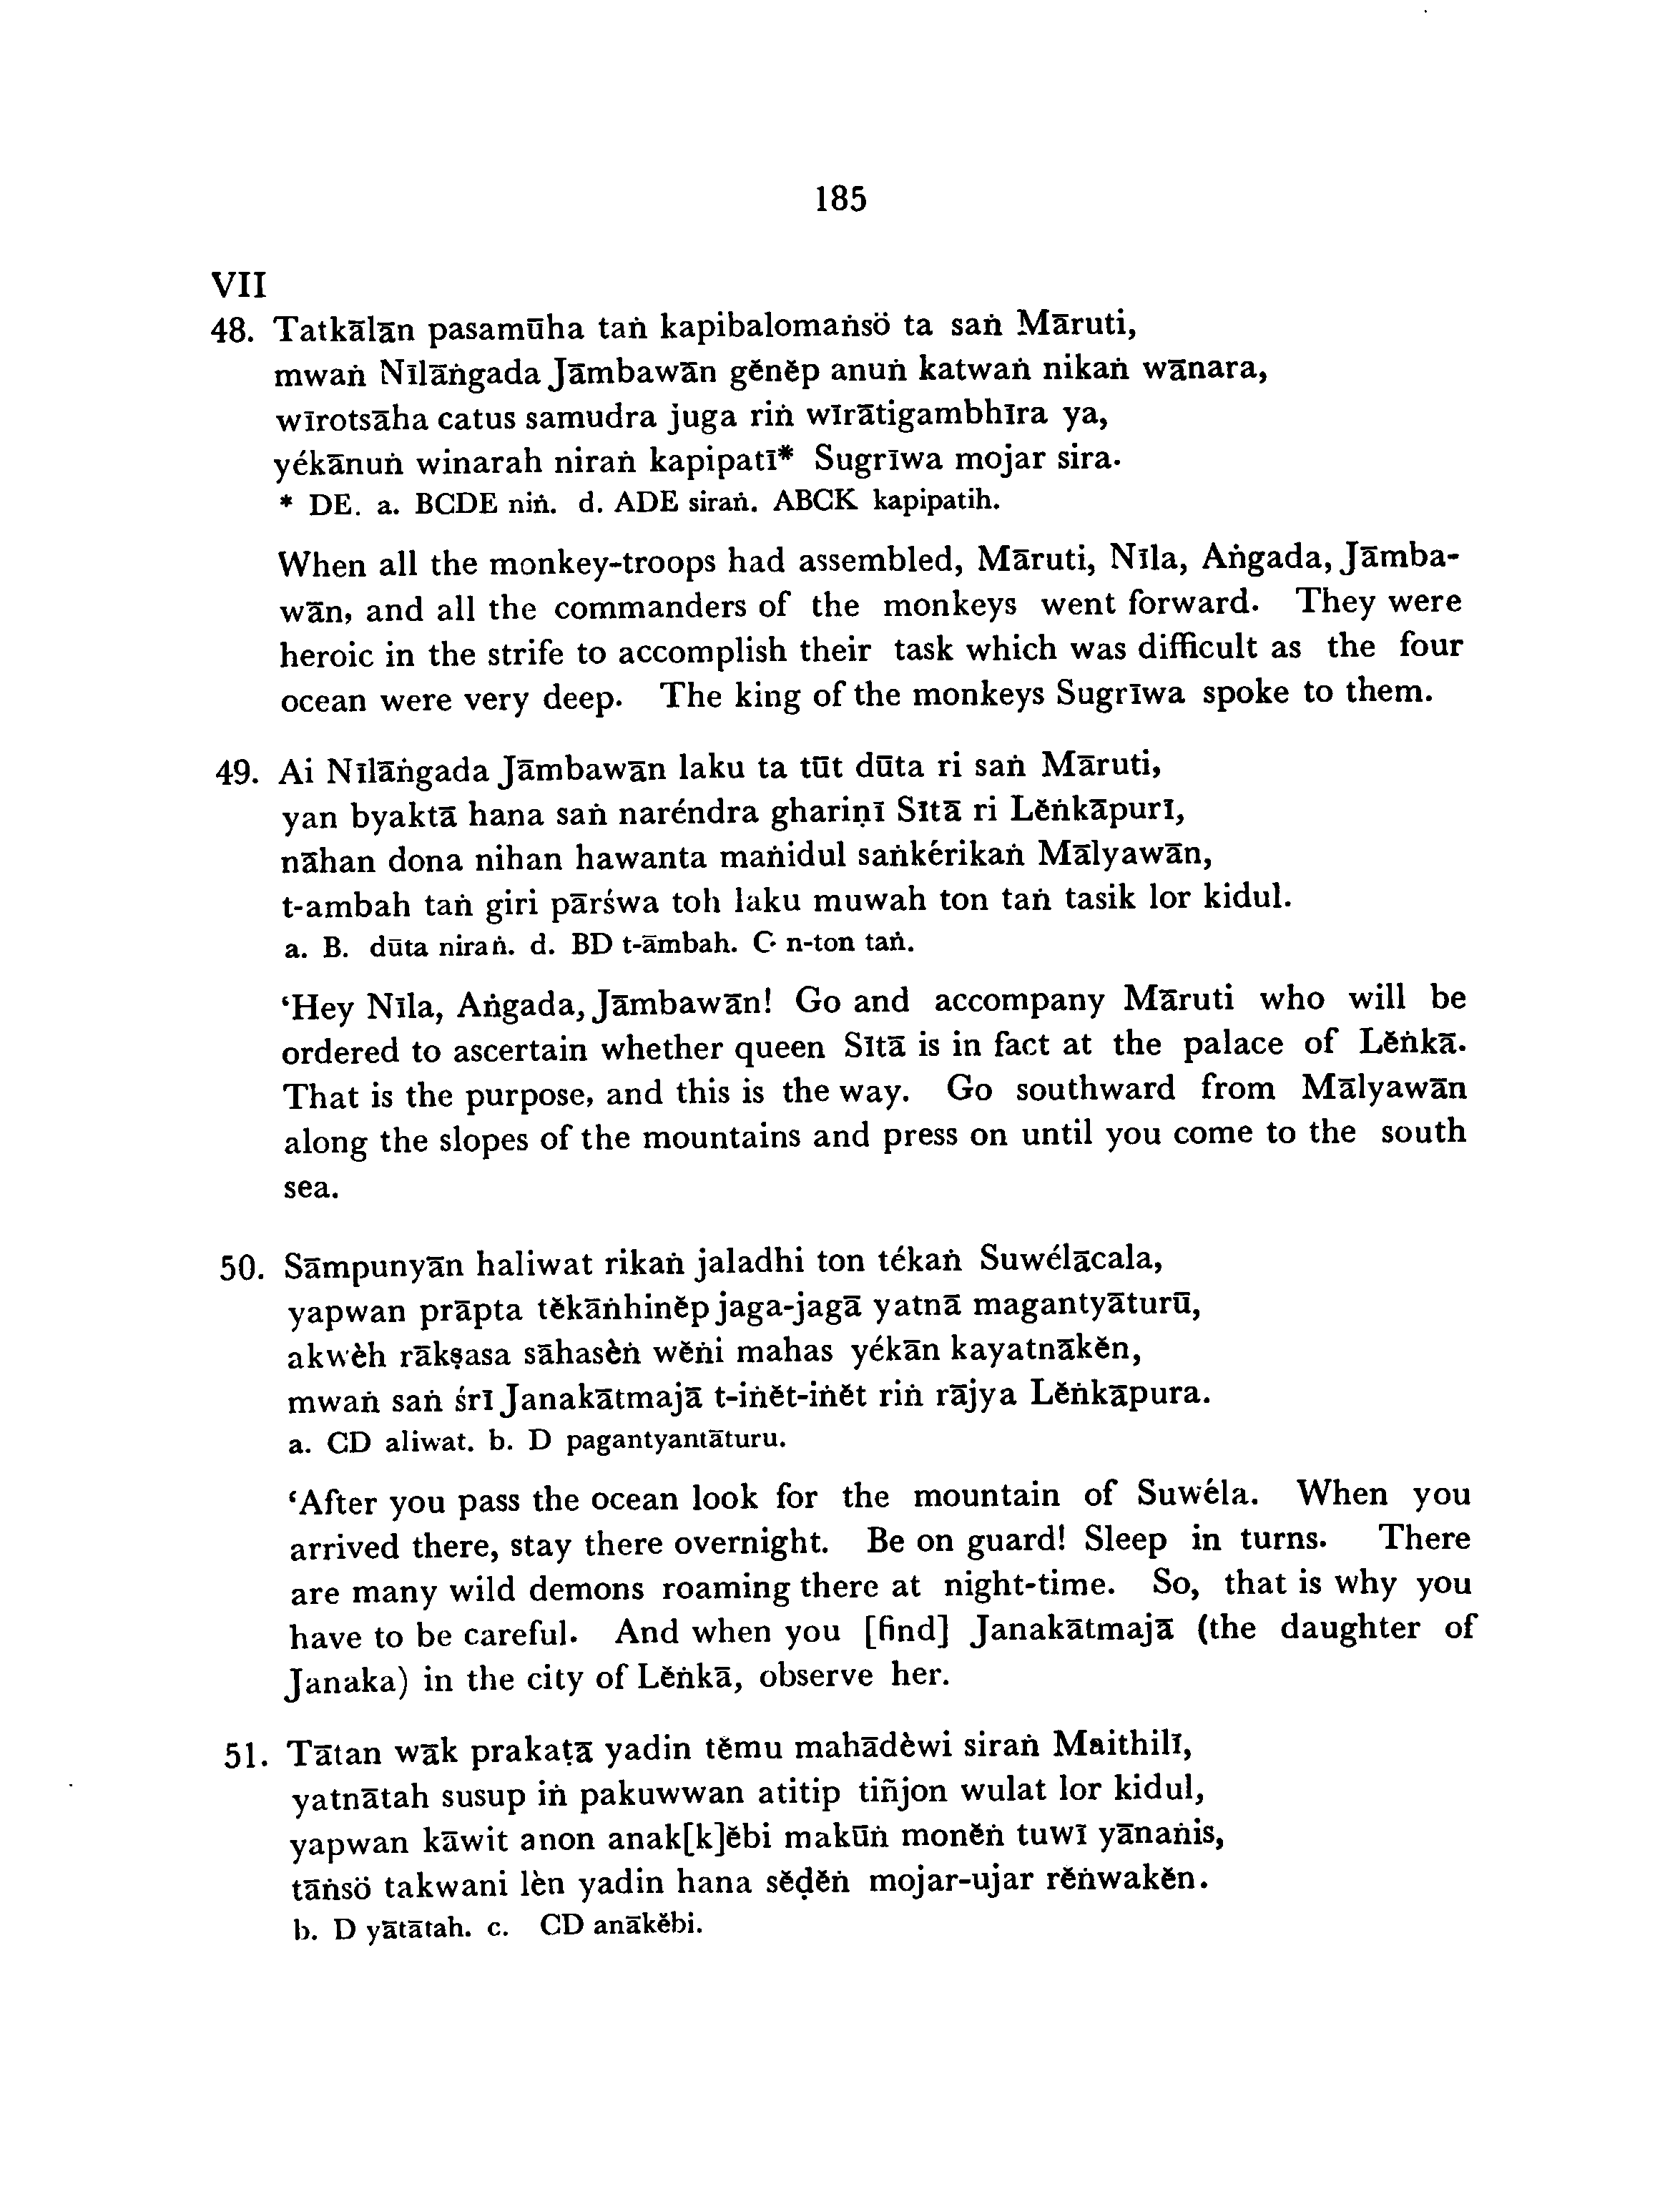 185
VII
48. Tatkālān pasamūha taṅ kapibalomaṅsö ta saṅ Māruti,
mwaṅ Nīlāṅgada Jāmbawān gĕnĕp anuṅ katwaṅ nikaṅ wānara,
wīrotsāha catus samudra juga riṅ wīrātigambhīra ya,
yékānuṅ winarah niraṅ kapipatī* Sugrīwa mojar sira.
* DE. a. BCDE niṅ. d. ADE siraṅ. ABCK kapipatih.
When all the monkey-troops had assembled, Māruti, Nīla, Aṅgada, Jāmba-
wān, and all the commanders of the monkeys went forward. They were
heroic in the strife to accomplish their task which was difficult as the four
ocean were very deep. The king of the monkeys Sugrīwa spoke to them.
49. Ai Nīlāṅgada Jāmbawān laku ta tūt dūta ri saṅ Māruti,
yan byaktā hana saṅ naréndra ghariṇī Sītā ri Lĕṅkāpurī,
nāhan dona nihan hawanta maṅidul saṅkérikaṅ Mālyawān,
t-ambah taṅ giri pārśwa toh laku muwah ton taṅ tasik lor kidul.
a. B. dūta niraṅ. d. BD t-āmbah. C n-ton taṅ.
‘Hey Nīla, Aṅgada, Jāmbawān! Go and accompany Māruti who will be
ordered to ascertain whether queen Sītā is in fact at the palace of Lĕṅkā.
That is the purpose, and this is the way. Go southward from Mālyawān
along the slopes of the mountains and press on until you come to the south
sea.
50. Sāmpunyān haliwat rikaṅ jaladhi ton tékaṅ Suwélācala,
yapwan prāpta tĕkāṅhinĕp jaga-jagā yatnā magantyāturū,
akwèh rākṣasa sāhasèṅ wĕṅi mahas yékān kayatnākĕn,
mwaṅ saṅ śrī Janakātmajā t-iṅĕt-iṅĕt riṅ rājya Lĕṅkāpura.
a. CD aliwat. b. D pagantyantāturu.
‘After you pass the ocean look for the mountain of Suwéla. When you
arrived there, stay there overnight. Be on guard! Sleep in turns. There
are many wild demons roaming there at night-time. So, that is why you
have to be careful. And when you [find] Janakātmajā (the daughter of
Janaka) in the city of Lĕṅkā, observe her.
51. Tātan wāk prakaṭā yadin tĕmu mahādèwi siraṅ Maithilī,
yatnātah susup iṅ pakuwwan atitip tiñjon wulat lor kidul,
yapwan kāwit anon anak[k]ĕbi makūṅ monĕṅ tuwī yānaṅis,
tāṅsö takwani lèn yadin hana sĕḍĕṅ mojar-ujar rĕṅwakĕn.
b. D yātātah. c. CD anākĕbi.